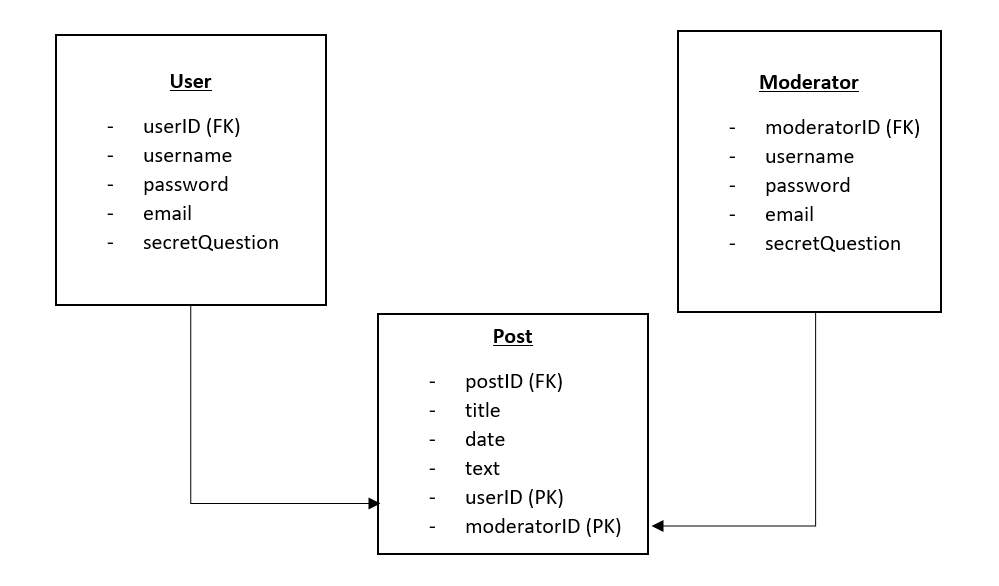 User
- userID (FK)
- username
- password
- email
- secretQuestion
Moderator
- moderatorID (FK)
- username
- password
- email
- secretQuestion
Post
- postID (FK)
- title
- date
- text
- userID (PK)
- moderatorID (PK)